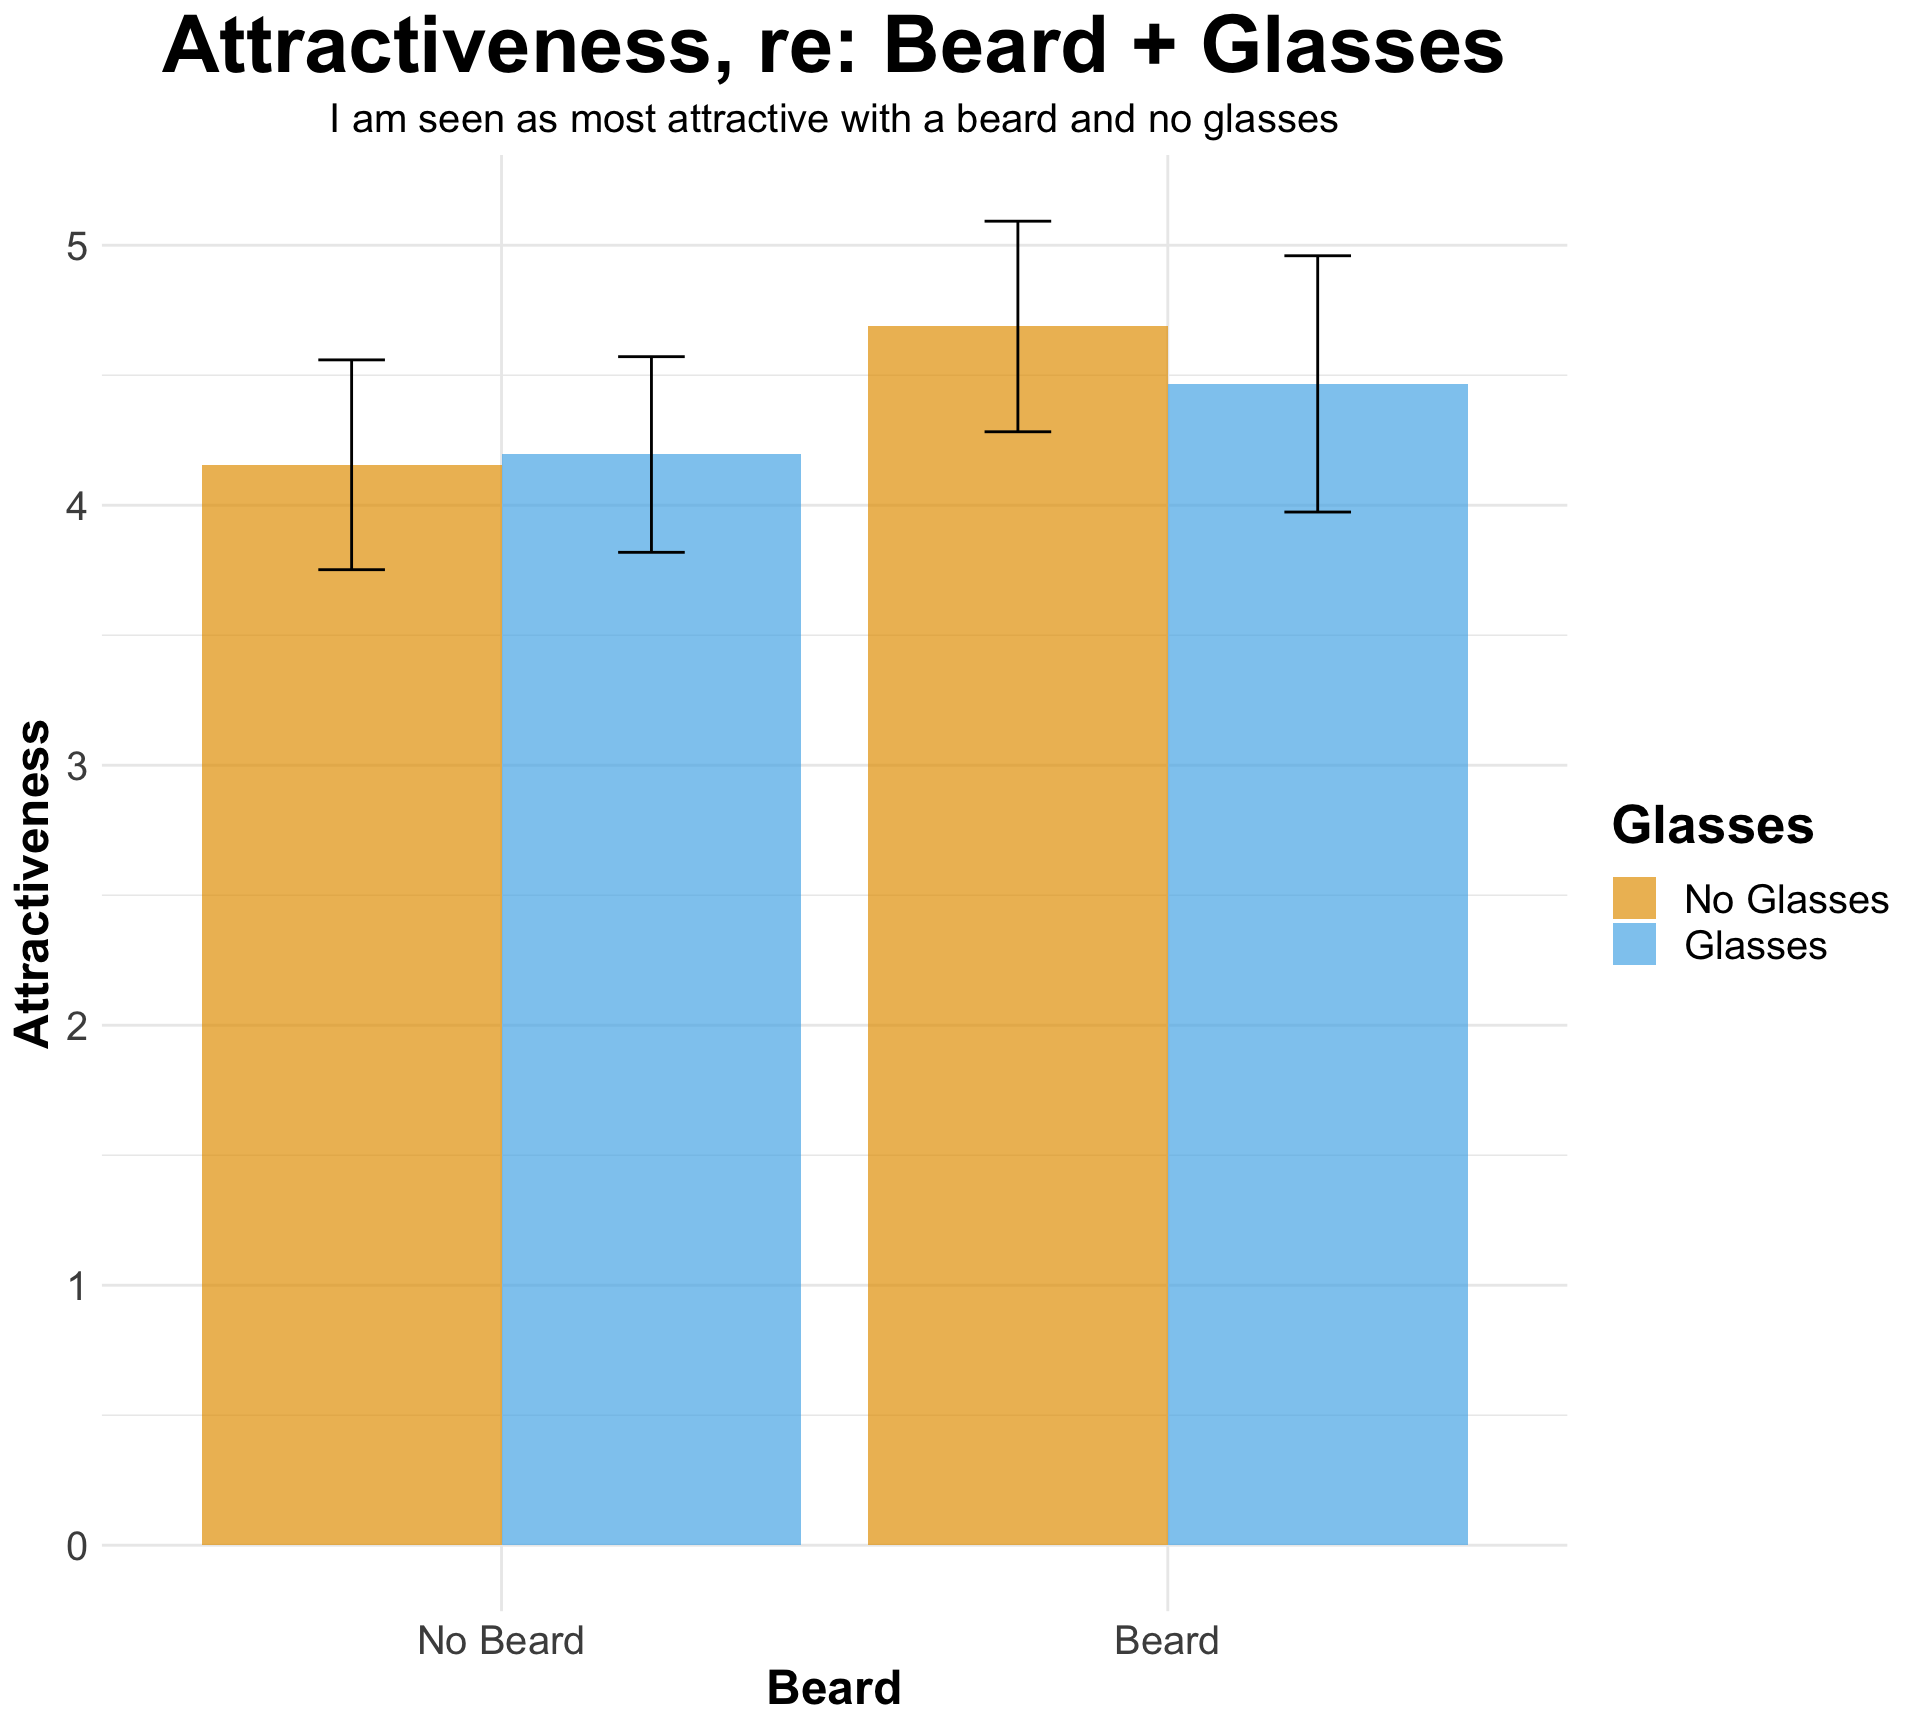 Attractiveness, re: Beard + Glasses
I am seen as most attractive with a beard and no glasses
Attractiveness
5
4
3
2
1
0
No Beard
Beard
Beard
Glasses
No Glasses
Glasses